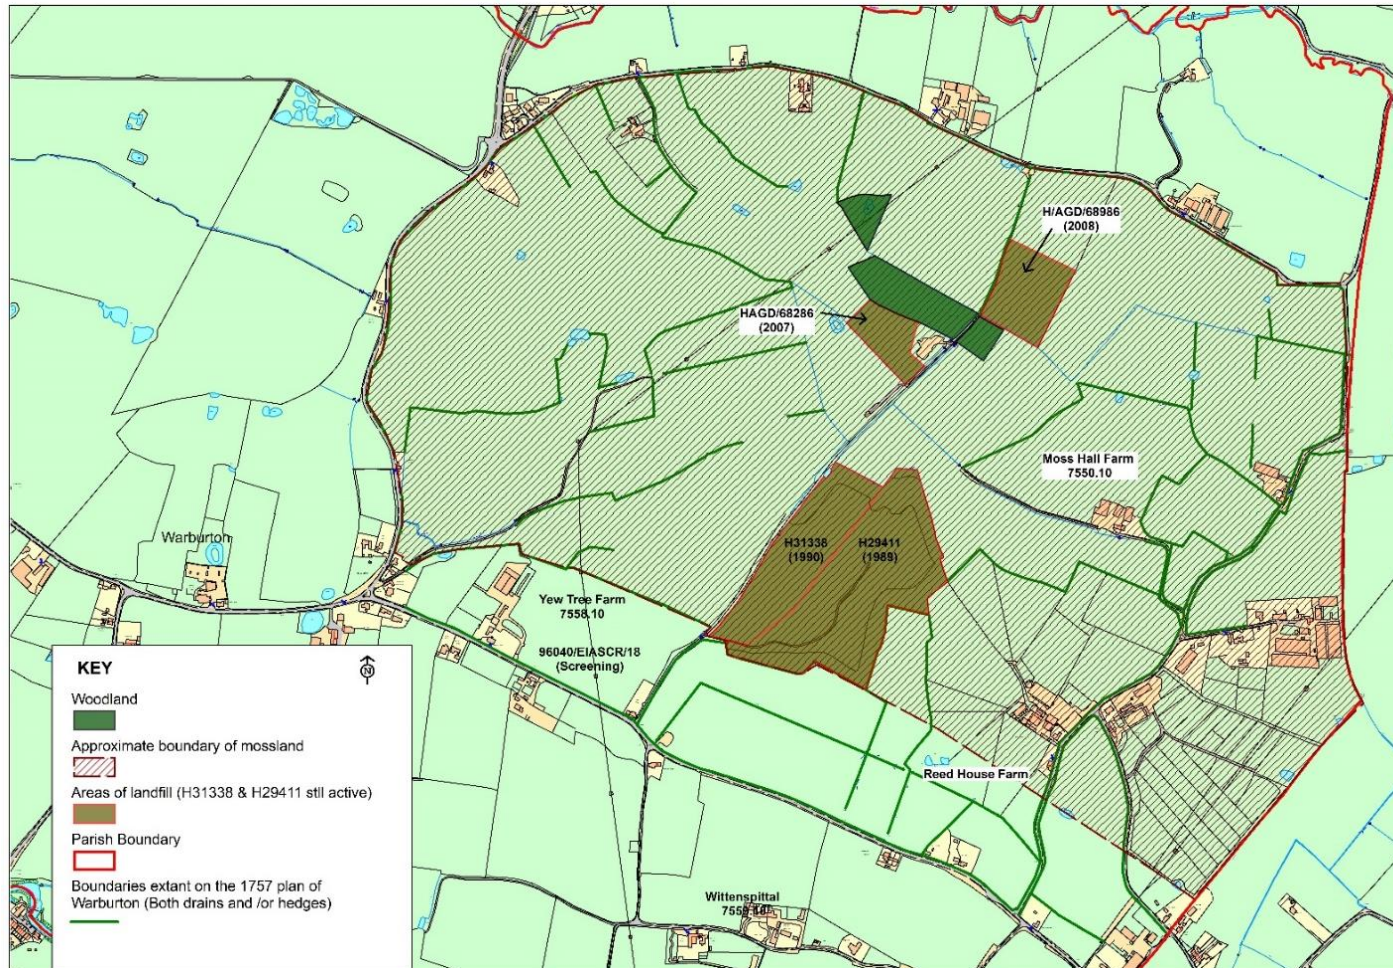 H/AGD/68986
(2008)
HAGD/68286
(2007)
Moss Hall Farm
7550.10
H31338
(1990)
H29411
(1989)
Warburton
Yew Tree Farm
7558.10
96040/EIASCR/18
(Screening)
Reed House Farm
Wittenspittal
KEY
N
Woodland
Approximate boundary of mossland
Areas of landfill (H31338 & H29411 stll active)
Parish Boundary
Boundaries extant on the 1757 plan of
Warburton (Both drains and /or hedges)